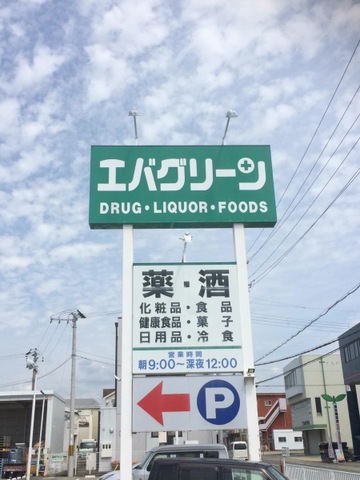 エバグリーン
DRUG・LIQUOR・FOODS
薬・酒
化粧品・食品
健康食品・菓子
日用品・冷食
営業時間
朝9:00～深夜12:00
P